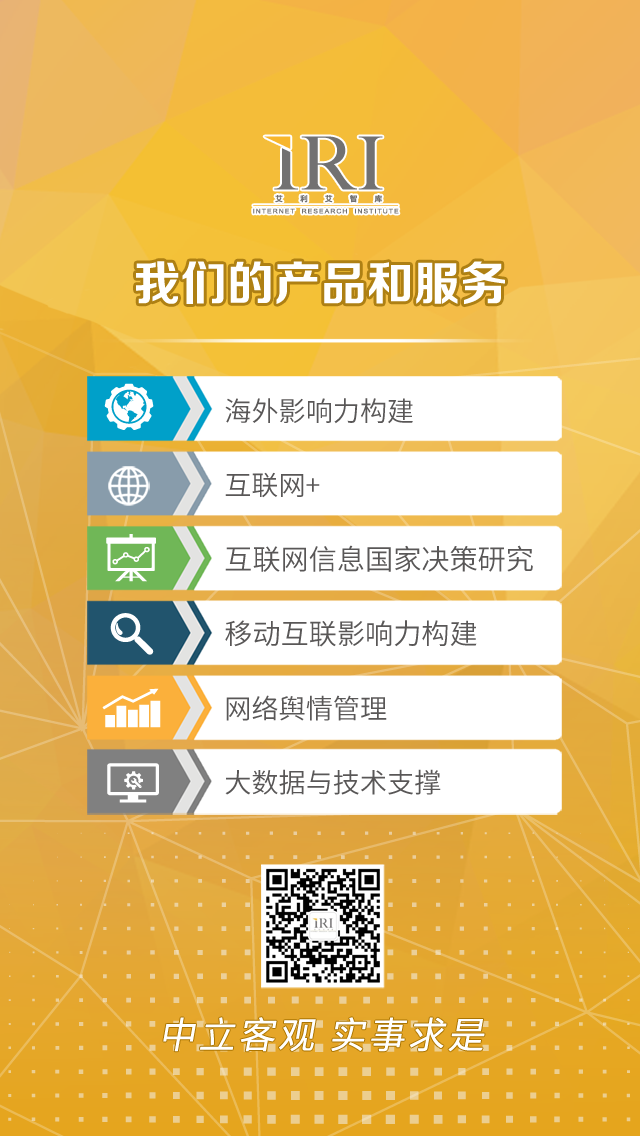 IRI
艾利艾智库
INTERNET RESEARCH INSTITUTE
我们的产品和服务
海外影响力构建
互联网+
互联网信息国家决策研究
移动互联影响力构建
网络舆情管理
大数据与技术支撑
IRI
中立客观 实事求是